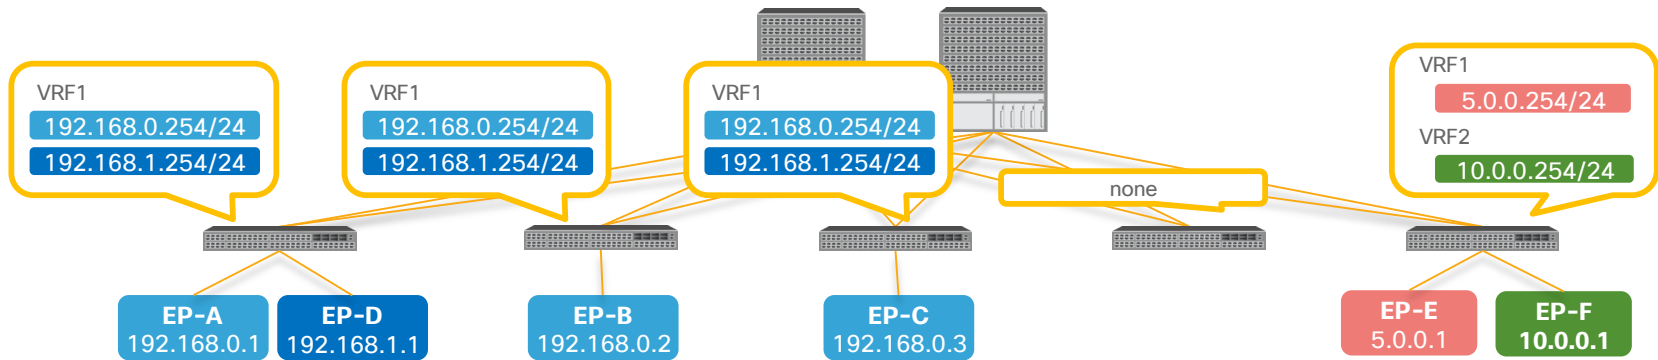 VRF1
192.168.0.254/24
192.168.1.254/24
VRF1
192.168.0.254/24
192.168.1.254/24
VRF1
192.168.0.254/24
192.168.1.254/24
none
VRF1
5.0.0.254/24
VRF2
10.0.0.254/24
EP-A
192.168.0.1
EP-D
192.168.1.1
EP-B
192.168.0.2
EP-C
192.168.0.3
EP-E
5.0.0.1
EP-F
10.0.0.1